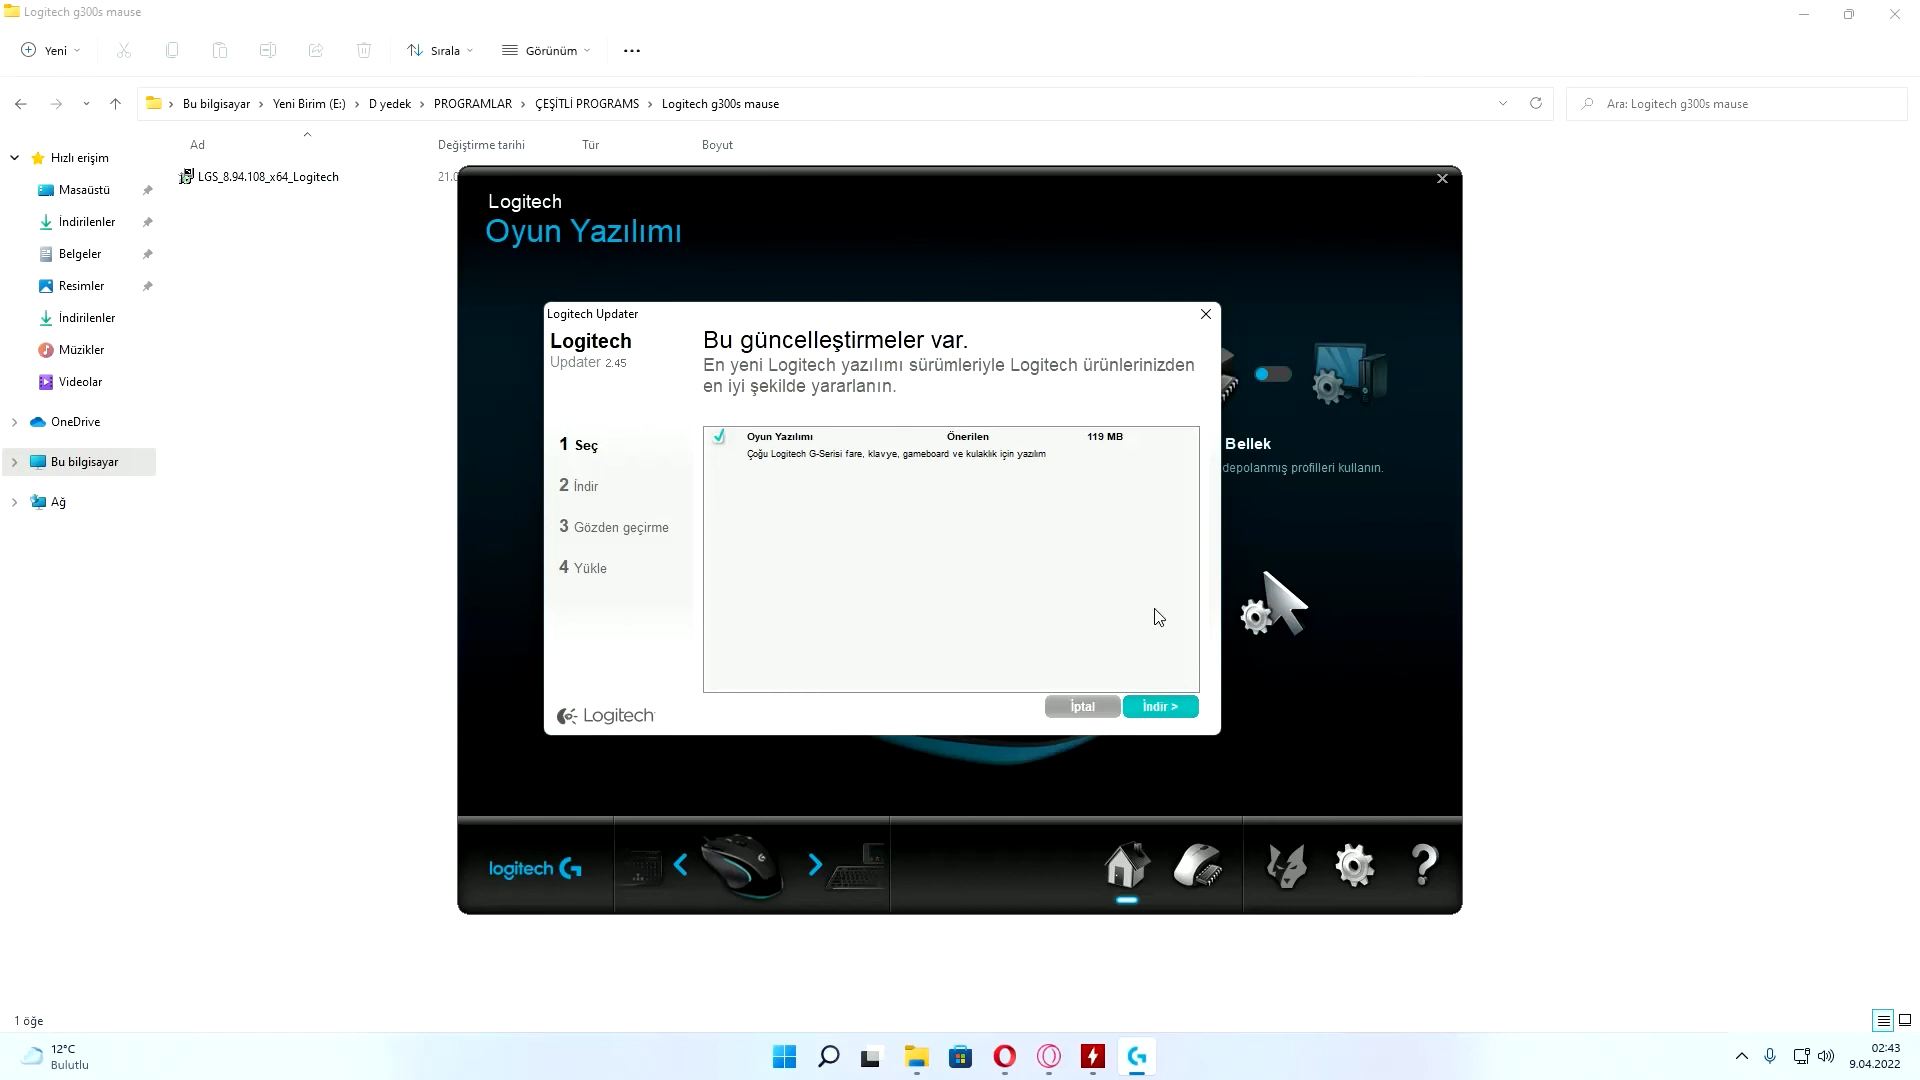 Logitech g300s mause
Yeni
Sırala
Görünüm
Bu bilgisayar > Yeni Birim (E:) > D yedek > PROGRAMLAR > ÇEŞİTLİ PROGRAMS > Logitech g300s mause
Ara: Logitech g300s mause
Ad
Değiştirme tarihi
Tür
Boyut
LGS_8.94.108_x64_Logitech
21.0
Hızlı erişim
Masaüstü
İndirilenler
Belgeler
Resimler
İndirilenler
Müzikler
Videolar
OneDrive
Bu bilgisayar
Ağ
Logitech
Oyun Yazılımı
Logitech Updater
Logitech
Updater 2.45
Bu güncelleştirmeler var.
En yeni Logitech yazılımı sürümleriyle Logitech ürünlerinizden
en iyi şekilde yararlanın.
1 Seç
2 İndir
3 Gözden geçirme
4 Yükle
Oyun Yazılımı Önerilen 119 MB
Çoğu Logitech G-Serisi fare, klavye, gameboard ve kulaklık için yazılım
Logitech
İptal
İndir >
Bellek
depolanmış profilleri kullanın.
logitech G
1 öğe
12°C
Bulutlu
02:43
9.04.2022